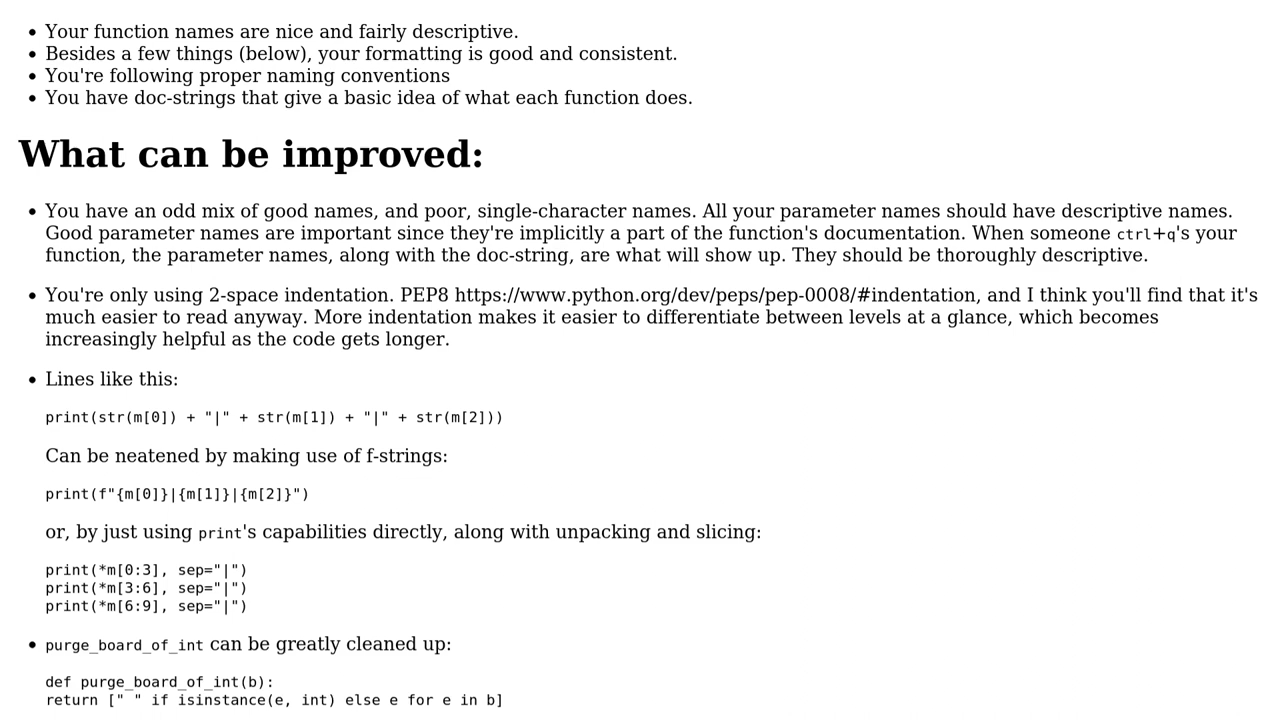 Your function names are nice and fairly descriptive.
Besides a few things (below), your formatting is good and consistent.
You're following proper naming conventions
You have doc-strings that give a basic idea of what each function does.
What can be improved:
You have an odd mix of good names, and poor, single-character names. All your parameter names should have descriptive names.
Good parameter names are important since they're implicitly a part of the function's documentation. When someone ctrl+q's your
function, the parameter names, along with the doc-string, are what will show up. They should be thoroughly descriptive.
You're only using 2-space indentation. PEP8 https://www.python.org/dev/peps/pep-0008/#indentation, and I think you'll find that it's
much easier to read anyway. More indentation makes it easier to differentiate between levels at a glance, which becomes
increasingly helpful as the code gets longer.
Lines like this:
print(str(m[0]) + "|" + str(m[1]) + "|" + str(m[2]))
Can be neatened by making use of f-strings:
print(f"{m[0]}|{m[1]}|{m[2]}")
or, by just using print's capabilities directly, along with unpacking and slicing:
print(*m[0:3], sep="|")
print(*m[3:6], sep="|")
print(*m[6:9], sep="|")
purge_board_of_int can be greatly cleaned up:
def purge_board_of_int(b):
return [" " if isinstance(e, int) else e for e in b]